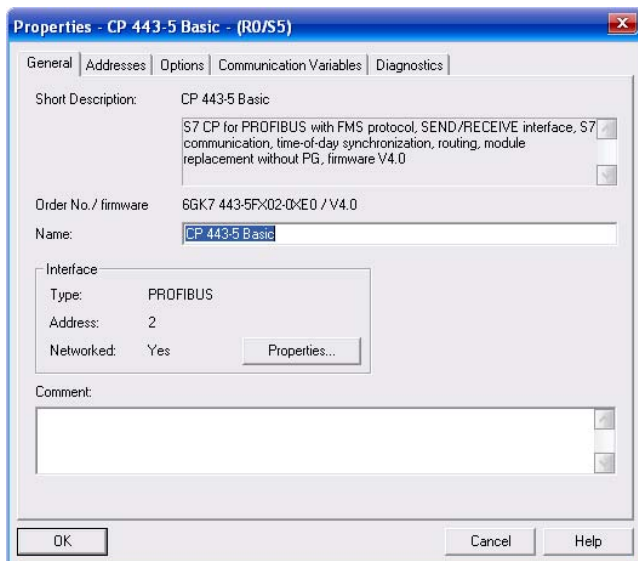 Properties - CP 443-5 Basic - (R0/S5)
General Addresses Options Communication Variables Diagnostics
Short Description: CP 443-5 Basic
S7 CP for PROFIBUS with FMS protocol, SEND/RECEIVE interface, S7
communication, time-of-day synchronization, routing, module
replacement without PG, firmware V4.0
Order No./ firmware 6GK7 443-5FX02-0XE0 / V4.0
Name: CP 443-5 Basic
Interface
Type: PROFIBUS
Address: 2
Networked: Yes Properties...
Comment:
OK Cancel Help